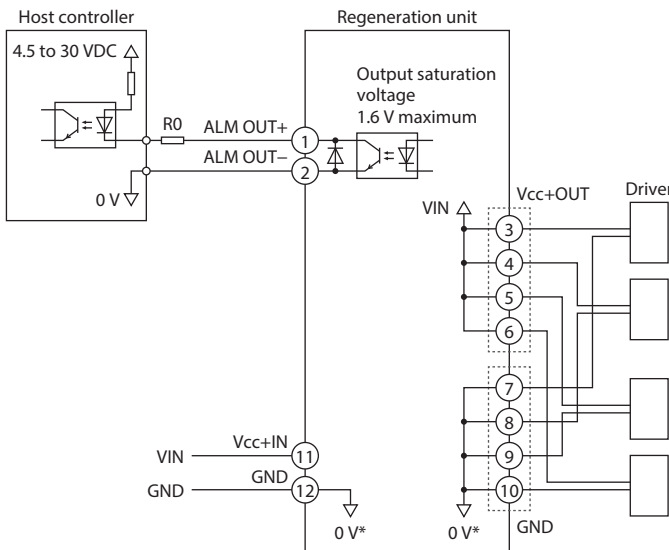 Host controller
Regeneration unit
4.5 to 30 VDC
Output saturation
voltage
1.6 V maximum
R0
ALM OUT+
1
ALM OUT−
2
0 V
VIN
Vcc+OUT
Driver
3
4
5
6
7
8
9
10
VIN
Vcc+IN
11
GND
GND
12
0 V*
0 V*
GND